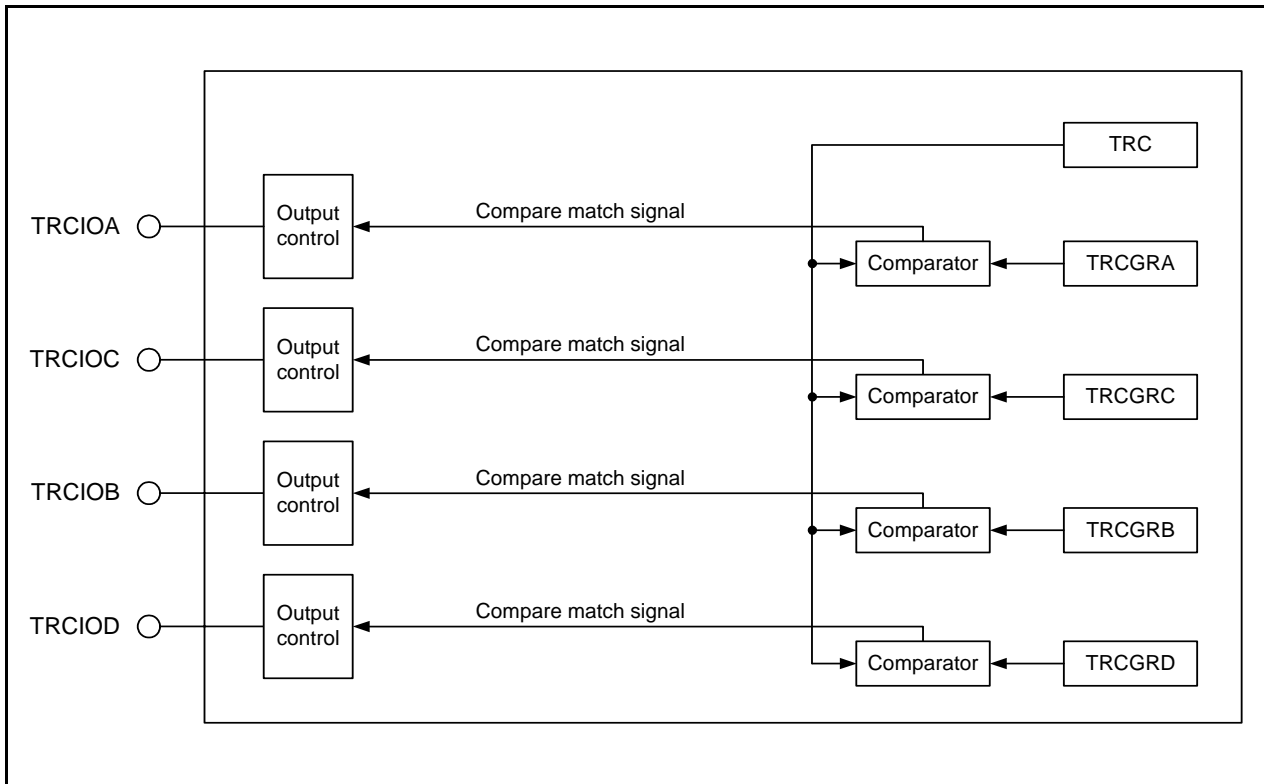 TRC
TRCIOA
Output
control
Compare match signal
Comparator
TRCGRA
TRCIOC
Output
control
Compare match signal
Comparator
TRCGRC
TRCIOB
Output
control
Compare match signal
Comparator
TRCGRB
TRCIOD
Output
control
Compare match signal
Comparator
TRCGRD